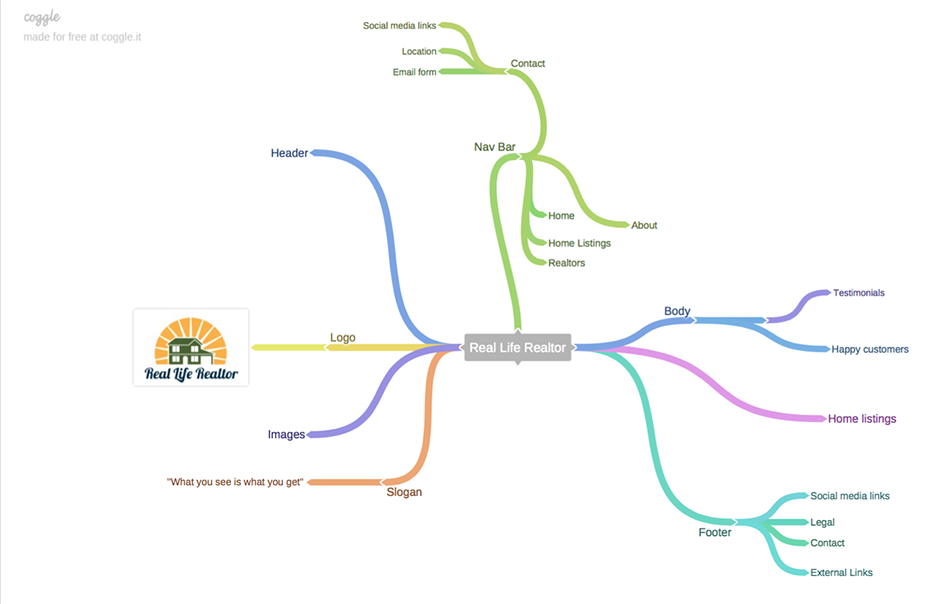 coggle
made for free at coggle.it
Social media links
Location
Email form
Contact
Nav Bar
Header
Home
About
Home Listings
Realtors
Body
Testimonials
Happy customers
Logo
Real Life Realtor
Real Life Realtor
Images
Home listings
"What you see is what you get"
Slogan
Footer
Social media links
Legal
Contact
External Links